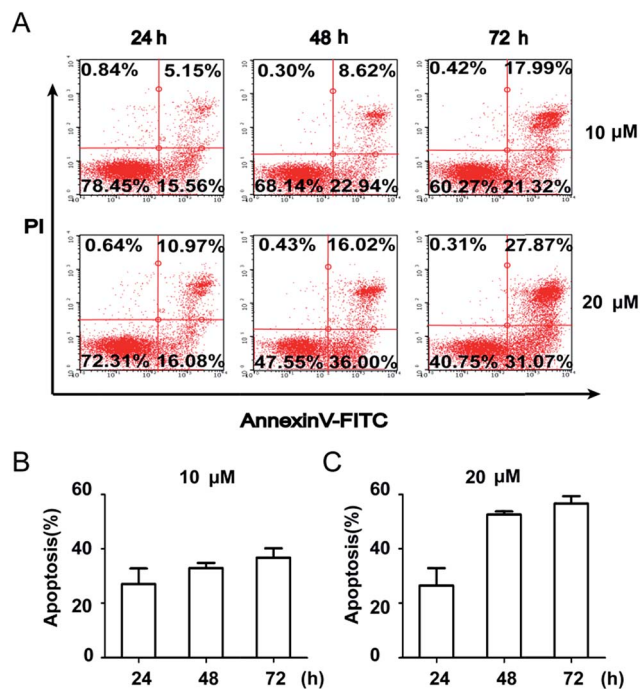 A
24 h 48 h 72 h
0.84% 5.15% 0.30% 8.62% 0.42% 17.99%
10 μM
78.45% 15.56% 68.14% 22.94% 60.27% 21.32%
PI
0.64% 10.97% 0.43% 16.02% 0.31% 27.87%
20 μM
72.31% 16.08% 47.55% 36.00% 40.75% 31.07%
AnnexinV-FITC
B
10 μM
Apoptosis(%)
60
40
20
0
24 48 72 (h)
C
20 μM
Apoptosis(%)
60
40
20
0
24 48 72 (h)